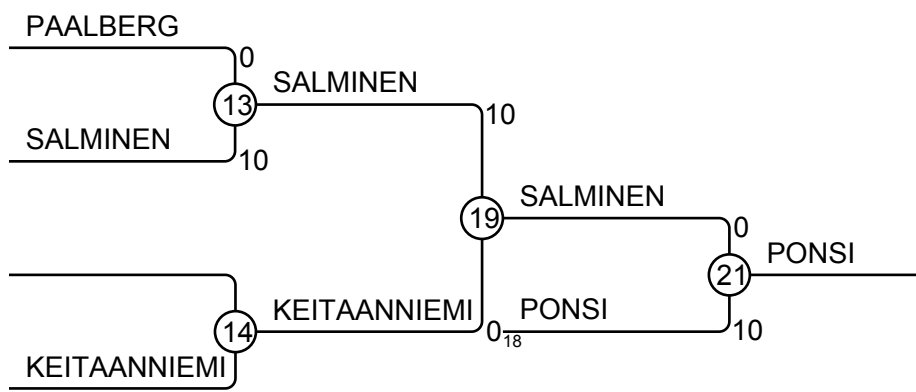 PAALBERG
0
13
SALMINEN
10
SALMINEN
10
19
SALMINEN
0
21
PONSI
14
KEITAANNIEMI
0
18
PONSI
10
KEITAANNIEMI